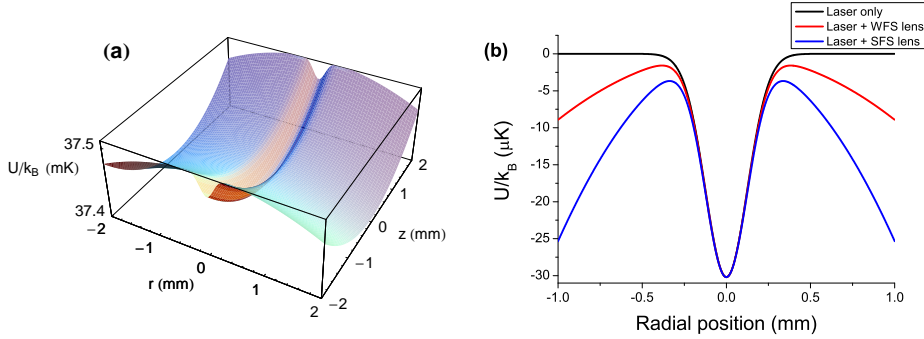 (a)
U/kB (mK)
37.5
37.4
−2
−1
0
1
2
r (mm)
−2
−1
0
1
2
z (mm)
(b)
Laser only
Laser + WFS lens
Laser + SFS lens
U/kB (μK)
0
-5
-10
-15
-20
-25
-30
-1.0
-0.5
0.0
0.5
1.0
Radial position (mm)